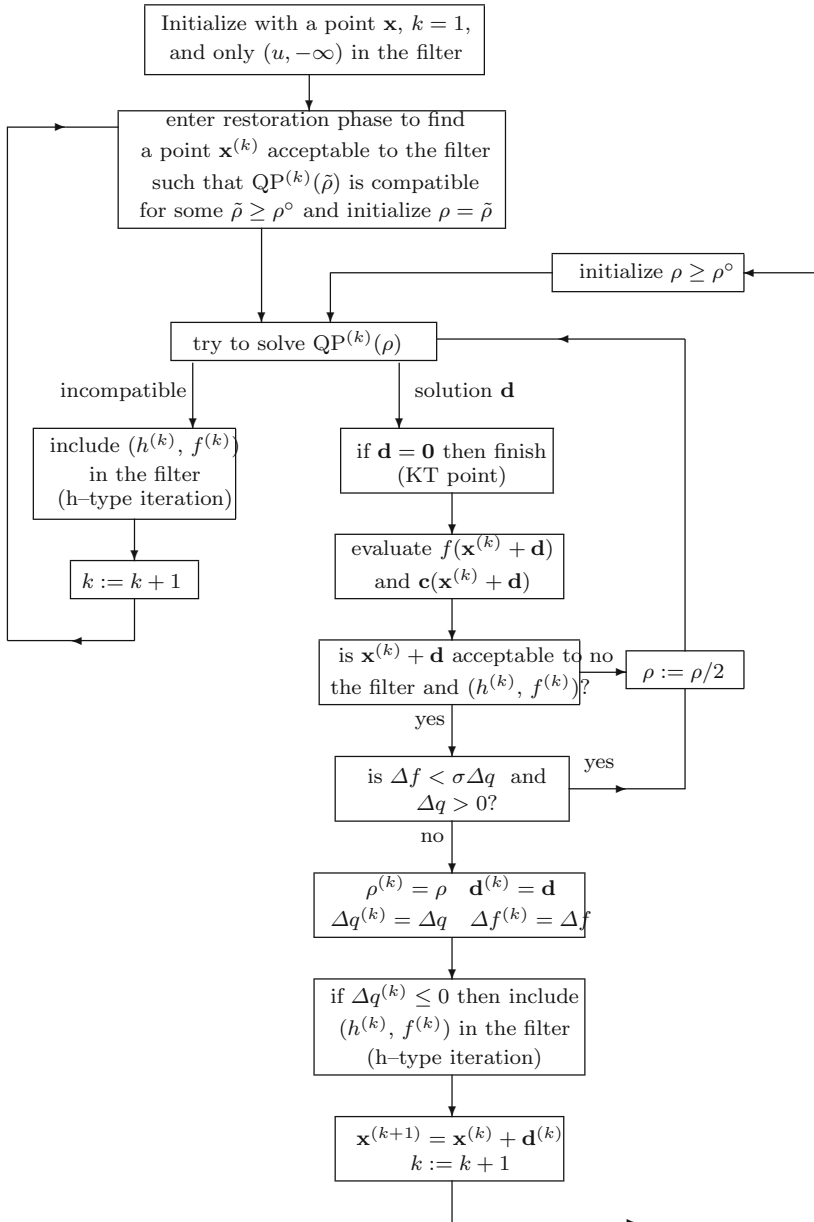 Initialize with a point x, k = 1,
and only (u, −∞) in the filter
enter restoration phase to find
a point x^(k) acceptable to the filter
such that QP^(k)(ρ̃) is compatible
for some ρ̃ ≥ ρ° and initialize ρ = ρ̃
initialize ρ ≥ ρ°
try to solve QP^(k)(ρ)
incompatible
solution d
include (h^(k), f^(k))
in the filter
(h–type iteration)
k := k + 1
if d = 0 then finish
(KT point)
evaluate f(x^(k) + d)
and c(x^(k) + d)
is x^(k) + d acceptable to
the filter and (h^(k), f^(k))?
no
ρ := ρ/2
yes
is Δf < σΔq and
Δq > 0?
yes
no
ρ^(k) = ρ d^(k) = d
Δq^(k) = Δq Δf^(k) = Δf
if Δq^(k) ≤ 0 then include
(h^(k), f^(k)) in the filter
(h–type iteration)
x^(k+1) = x^(k) + d^(k)
k := k + 1